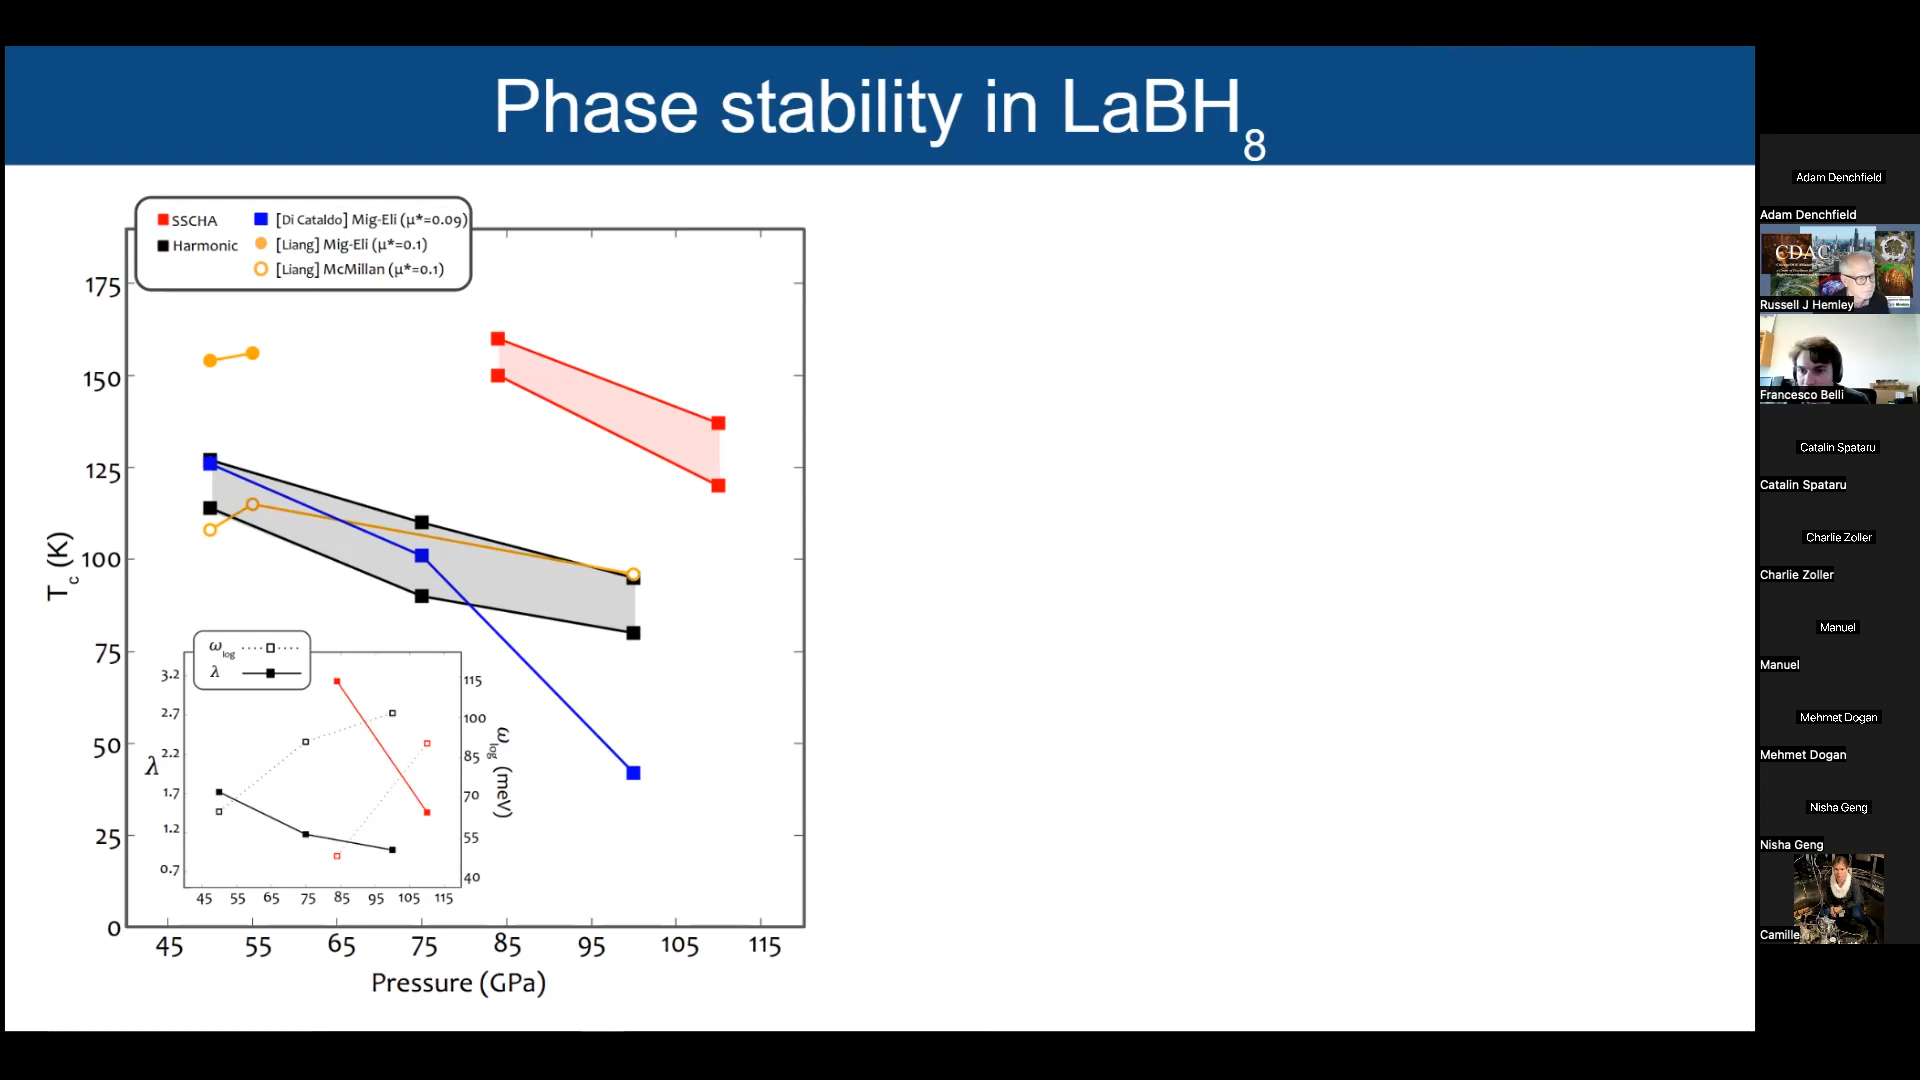 Phase stability in LaBH8
SSCHA
Harmonic
[Di Cataldo] Mig-Eli (μ*=0.09)
[Liang] Mig-Eli (μ*=0.1)
[Liang] McMillan (μ*=0.1)
175
150
125
100
75
50
25
0
Tc (K)
45 55 65 75 85 95 105 115
Pressure (GPa)
ωlog
λ
3.2
2.7
2.2
1.7
1.2
0.7
λ
115
100
85
70
55
40
ωlog (meV)
45 55 65 75 85 95 105 115
Adam Denchfield
Adam Denchfield
CDAC
Russell J Hemley
Francesco Belli
Catalin Spataru
Catalin Spataru
Charlie Zoller
Charlie Zoller
Manuel
Manuel
Mehmet Dogan
Mehmet Dogan
Nisha Geng
Nisha Geng
Camille